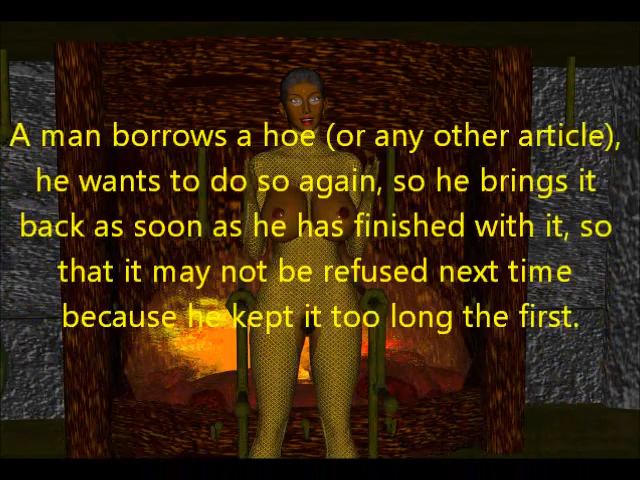 A man borrows a hoe (or any other article),
he wants to do so again, so he brings it
back as soon as he has finished with it, so
that it may not be refused next time
because he kept it too long the first.